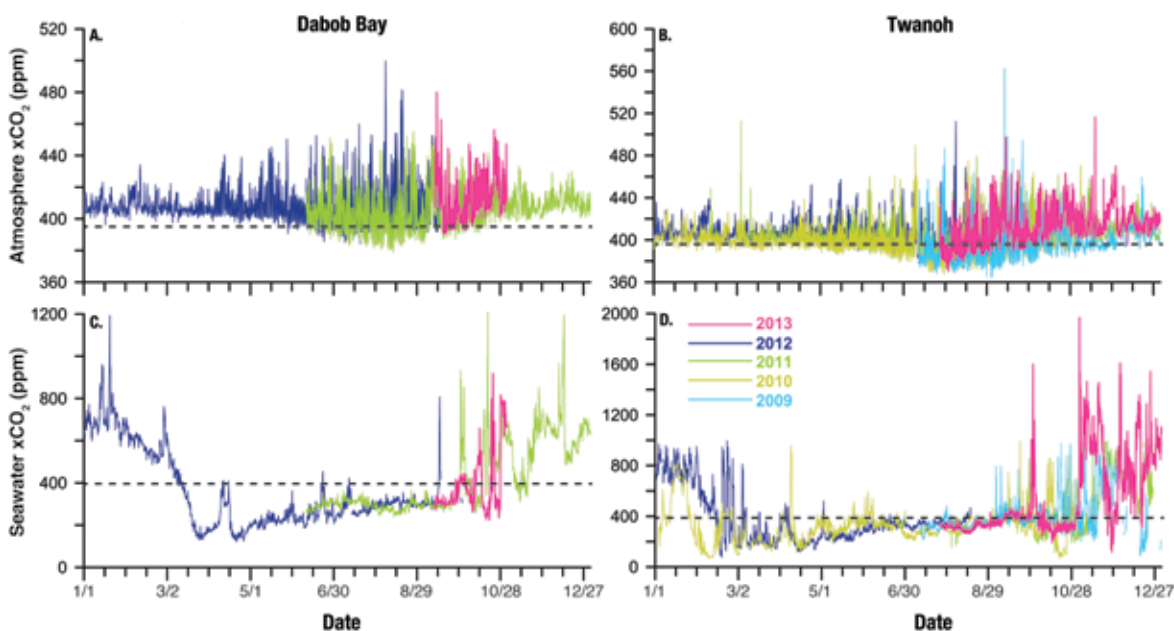 Dabob Bay
Twanoh
A.
B.
Atmosphere xCO₂ (ppm)
520
480
440
400
360
600
560
520
480
440
400
360
C.
D.
Seawater xCO₂ (ppm)
1200
800
400
0
2000
1600
1200
800
400
0
2013
2012
2011
2010
2009
1/1 3/2 5/1 6/30 8/29 10/28 12/27
1/1 3/2 5/1 6/30 8/29 10/28 12/27
Date
Date